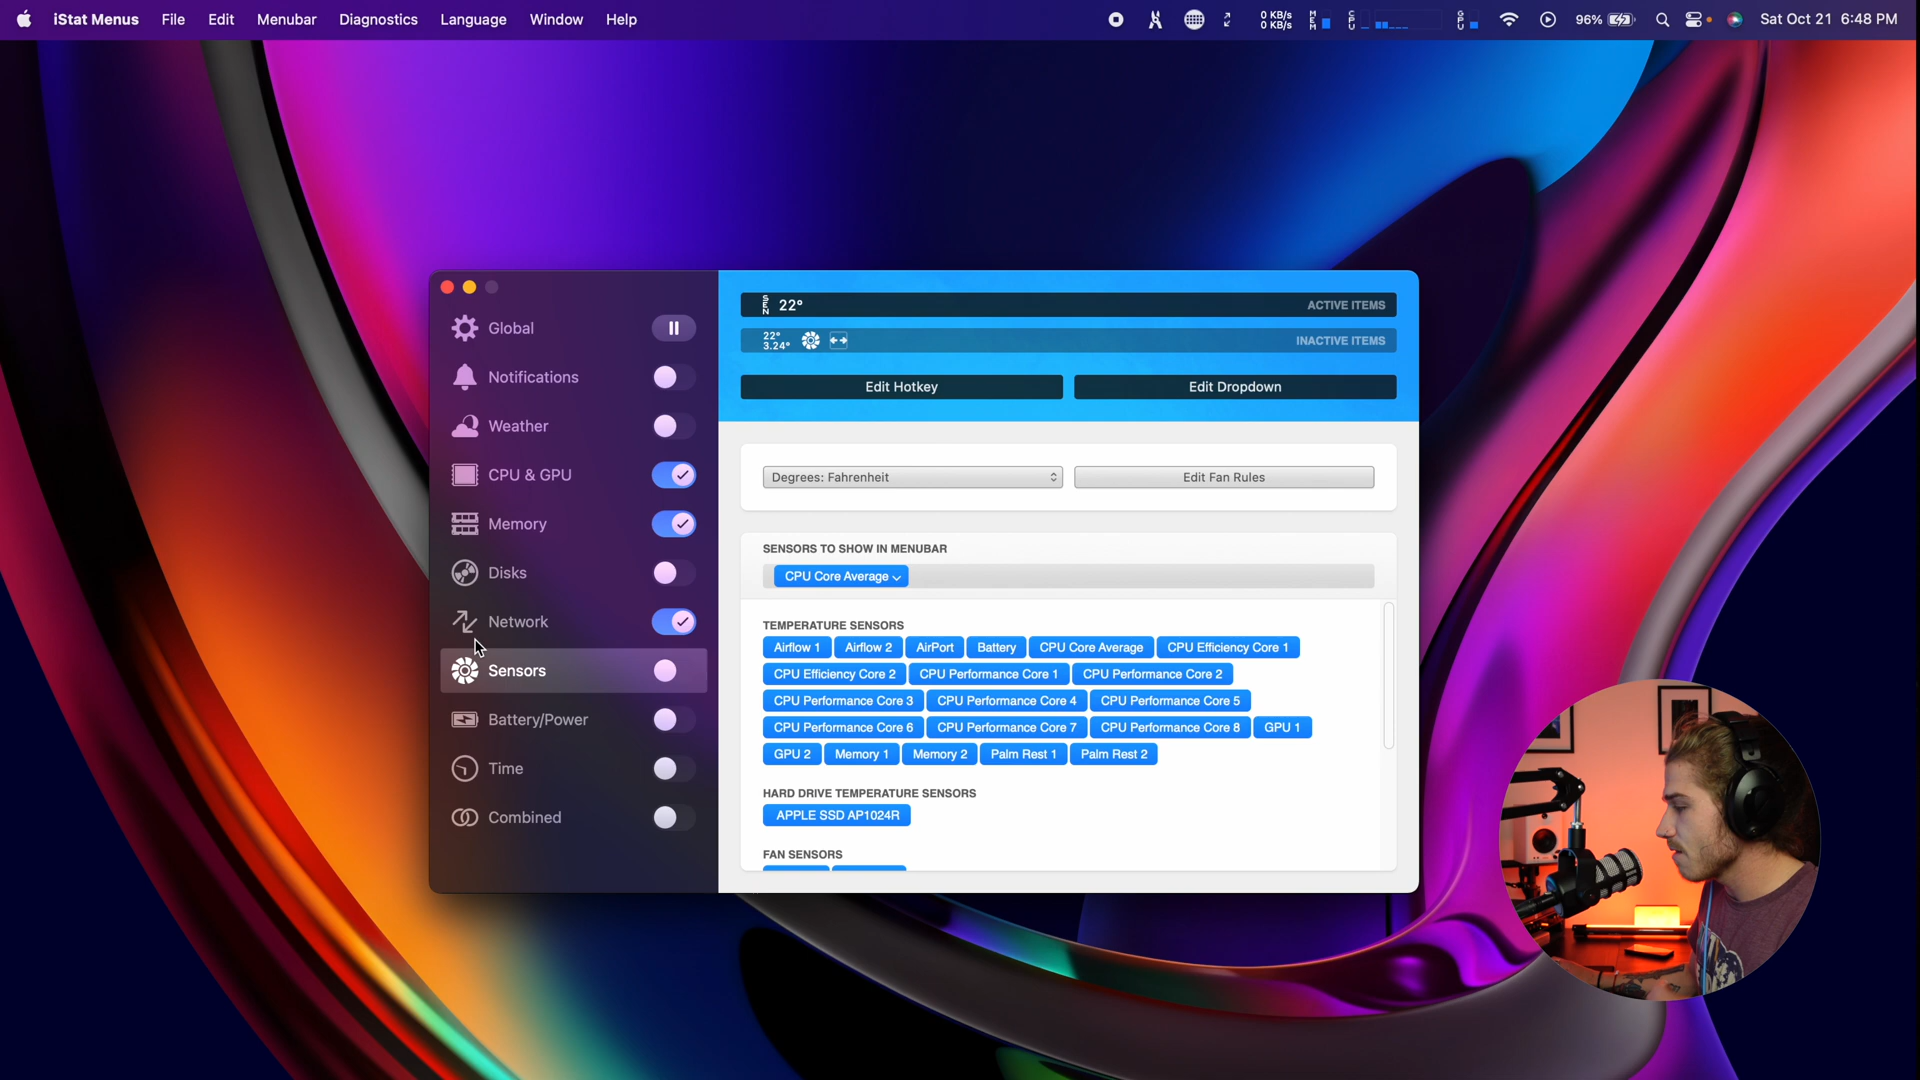 iStat Menus File Edit Menubar Diagnostics Language Window Help
0 KB/s
0 KB/s
MEM
CPU
GPU
96%
Sat Oct 21 6:48 PM
Global
Notifications
Weather
CPU & GPU
Memory
Disks
Network
Sensors
Battery/Power
Time
Combined
SEN 22° ACTIVE ITEMS
22°
3.24°
INACTIVE ITEMS
Edit Hotkey Edit Dropdown
Degrees: Fahrenheit Edit Fan Rules
SENSORS TO SHOW IN MENUBAR
CPU Core Average
TEMPERATURE SENSORS
Airflow 1 Airflow 2 AirPort Battery CPU Core Average CPU Efficiency Core 1
CPU Efficiency Core 2 CPU Performance Core 1 CPU Performance Core 2
CPU Performance Core 3 CPU Performance Core 4 CPU Performance Core 5
CPU Performance Core 6 CPU Performance Core 7 CPU Performance Core 8 GPU 1
GPU 2 Memory 1 Memory 2 Palm Rest 1 Palm Rest 2
HARD DRIVE TEMPERATURE SENSORS
APPLE SSD AP1024R
FAN SENSORS